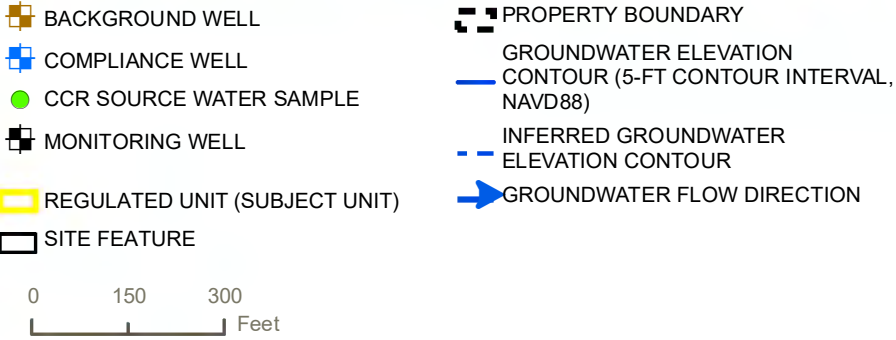 BACKGROUND WELL
COMPLIANCE WELL
CCR SOURCE WATER SAMPLE
MONITORING WELL
REGULATED UNIT (SUBJECT UNIT)
SITE FEATURE
0 150 300
Feet
PROPERTY BOUNDARY
GROUNDWATER ELEVATION
CONTOUR (5-FT CONTOUR INTERVAL,
NAVD88)
INFERRED GROUNDWATER
ELEVATION CONTOUR
GROUNDWATER FLOW DIRECTION